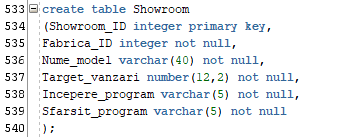 533 create table Showroom
534 (Showroom_ID integer primary key,
535 Fabrica_ID integer not null,
536 Nume_model varchar(40) not null,
537 Target_vanzari number(12,2) not null,
538 Incepere_program varchar(5) not null,
539 Sfarsit_program varchar(5) not null
540 );